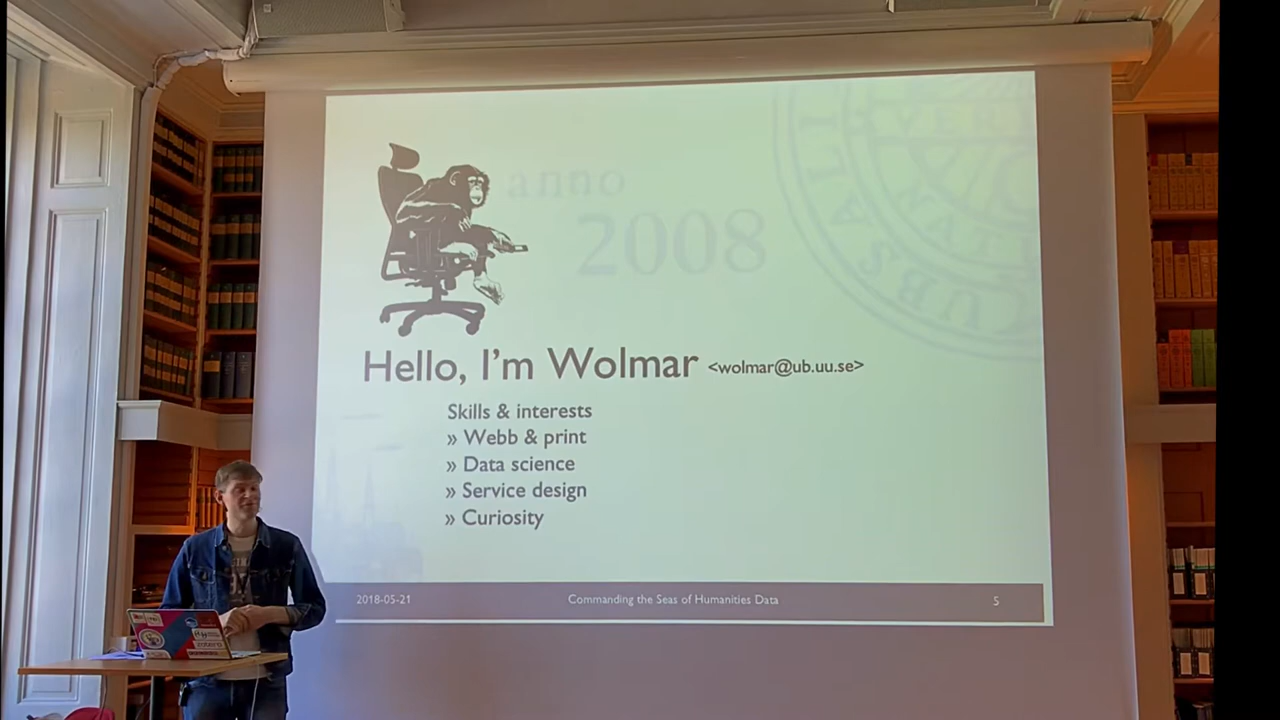 anno
2008
Hello, I'm Wolmar <wolmar@ub.uu.se>
Skills & interests
» Webb & print
» Data science
» Service design
» Curiosity
2018-05-21 Commanding the Seas of Humanities Data 5